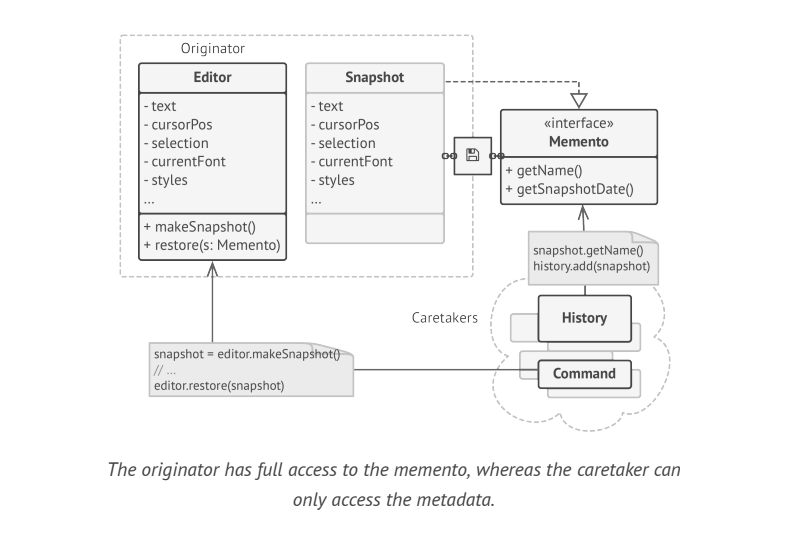 Originator
Editor
- text
- cursorPos
- selection
- currentFont
- styles
...
+ makeSnapshot()
+ restore(s: Memento)
Snapshot
- text
- cursorPos
- selection
- currentFont
- styles
...
«interface»
Memento
+ getName()
+ getSnapshotDate()
snapshot.getName()
history.add(snapshot)
Caretakers
History
Command
snapshot = editor.makeSnapshot()
// ...
editor.restore(snapshot)
The originator has full access to the memento, whereas the caretaker can
only access the metadata.